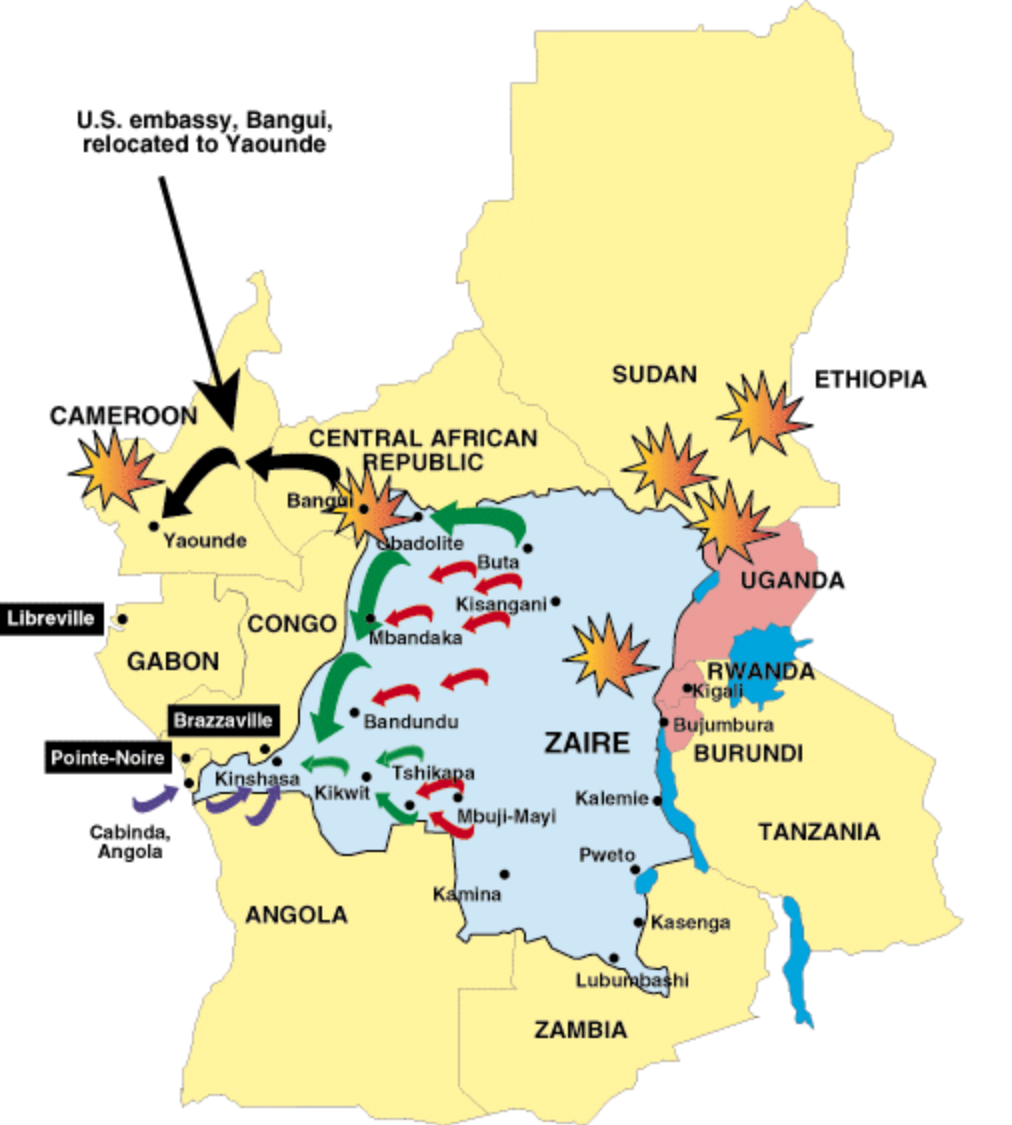 U.S. embassy, Bangui,
relocated to Yaounde
SUDAN
ETHIOPIA
CAMEROON
CENTRAL AFRICAN
REPUBLIC
Bangui
Yaounde
Gbadolite
Buta
UGANDA
Kisangani
Libreville
CONGO
Mbandaka
GABON
RWANDA
Kigali
Brazzaville
Bandundu
Bujumbura
ZAIRE
BURUNDI
Pointe-Noire
Kinshasa
Tshikapa
Kikwit
Kalemie
Mbuji-Mayi
Cabinda,
Angola
TANZANIA
Pweto
Kamina
ANGOLA
Kasenga
Lubumbashi
ZAMBIA